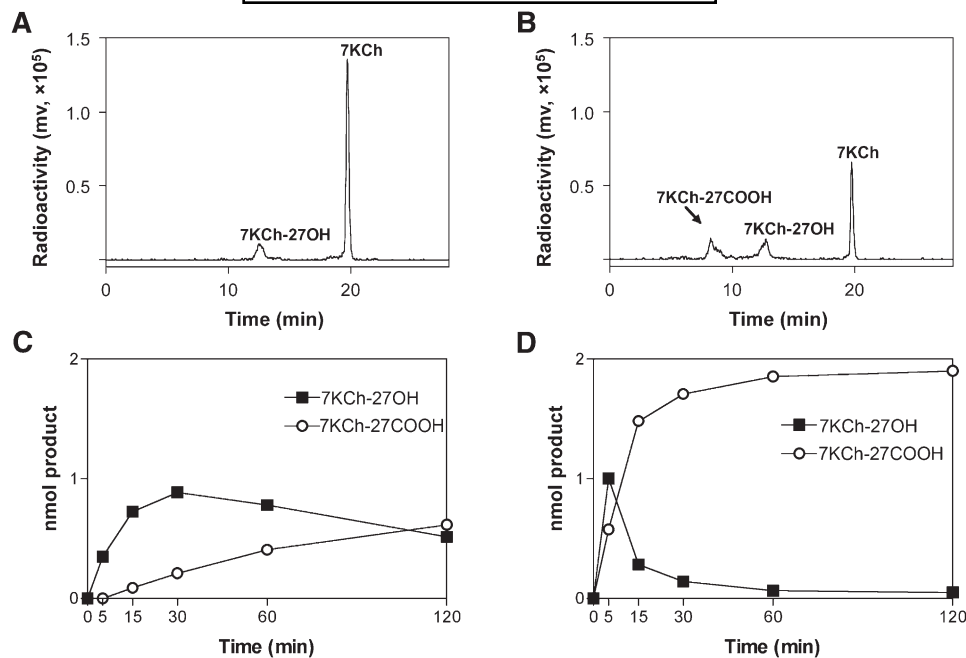 A
Radioactivity (mv, ×10⁵)
1.5
1.0
0.5
7KCh
7KCh-27OH
0 10 20
Time (min)
B
Radioactivity (mv, ×10⁵)
1.5
1.0
0.5
7KCh
7KCh-27COOH
7KCh-27OH
0 10 20
Time (min)
C
nmol product
2
1
0
7KCh-27OH
7KCh-27COOH
0 5 15 30 60 120
Time (min)
D
nmol product
2
1
0
7KCh-27OH
7KCh-27COOH
0 5 15 30 60 120
Time (min)